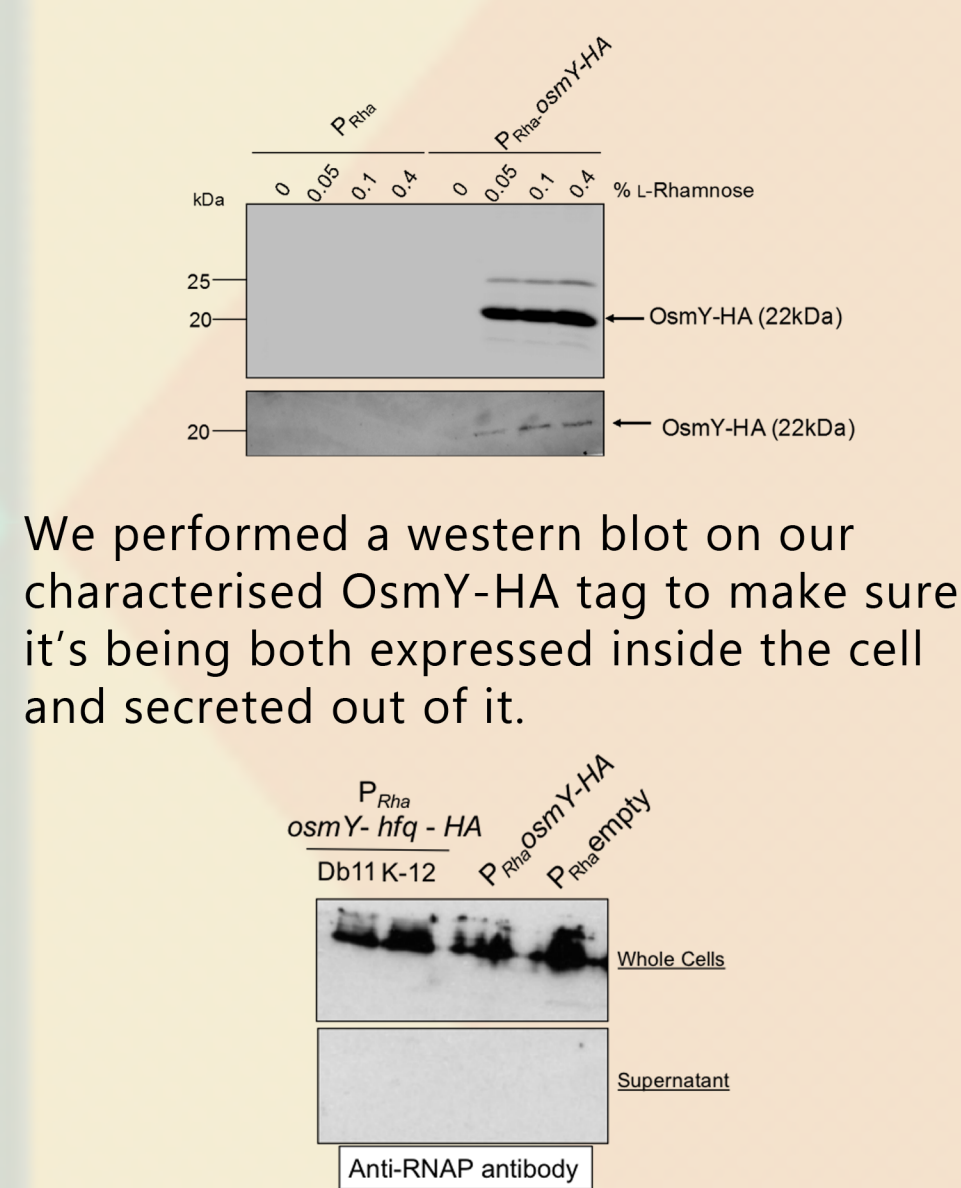 PRha PRha-osmY-HA
0 0.05 0.1 0.4 0 0.05 0.1 0.4 % L-Rhamnose
kDa
25
20 OsmY-HA (22kDa)
20 OsmY-HA (22kDa)
We performed a western blot on our
characterised OsmY-HA tag to make sure
it's being both expressed inside the cell
and secreted out of it.
PRha
osmY- hfq - HA
Db11 K-12 PRhaosmY-HA PRhaempty
Whole Cells
Supernatant
Anti-RNAP antibody